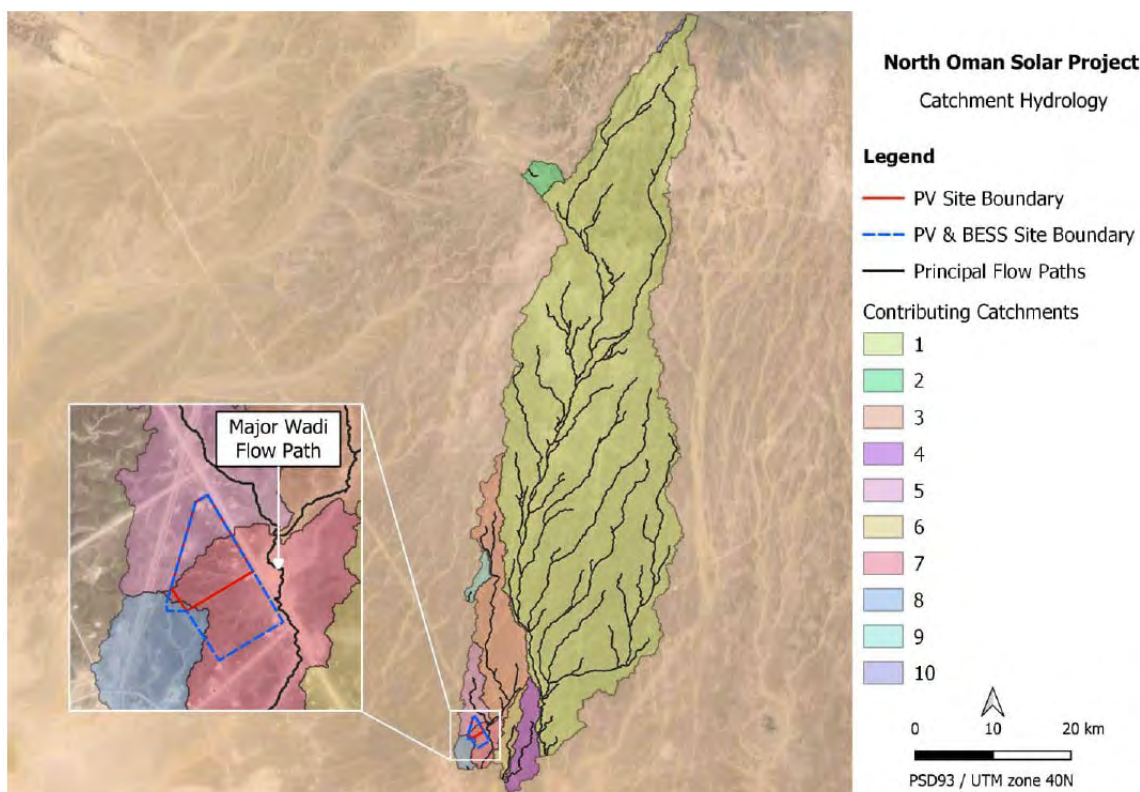 North Oman Solar Project
Catchment Hydrology
Legend
PV Site Boundary
PV & BESS Site Boundary
Principal Flow Paths
Contributing Catchments
1
2
3
4
5
6
7
8
9
10
0 10 20 km
PSD93 / UTM zone 40N
Major Wadi
Flow Path